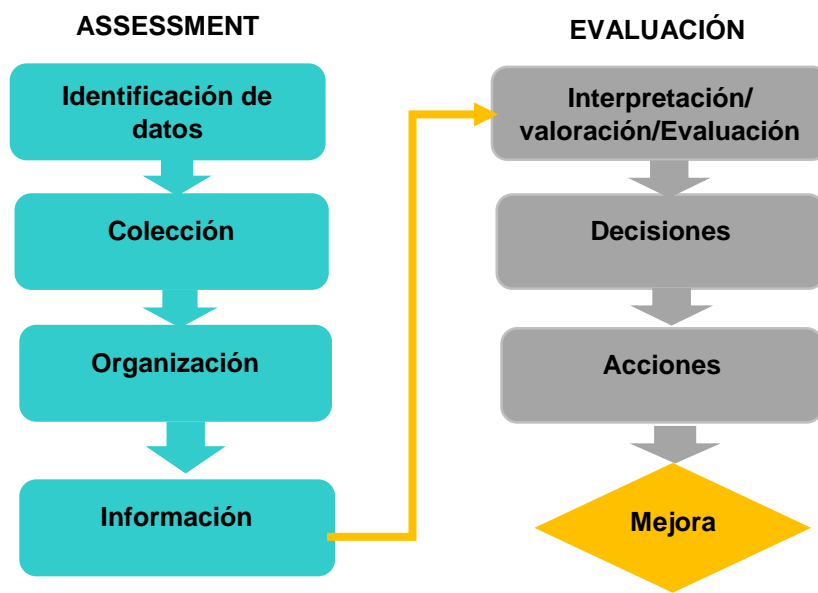 ASSESSMENT
Identificación de
datos
Colección
Organización
Información
EVALUACIÓN
Interpretación/
valoración/Evaluación
Decisiones
Acciones
Mejora